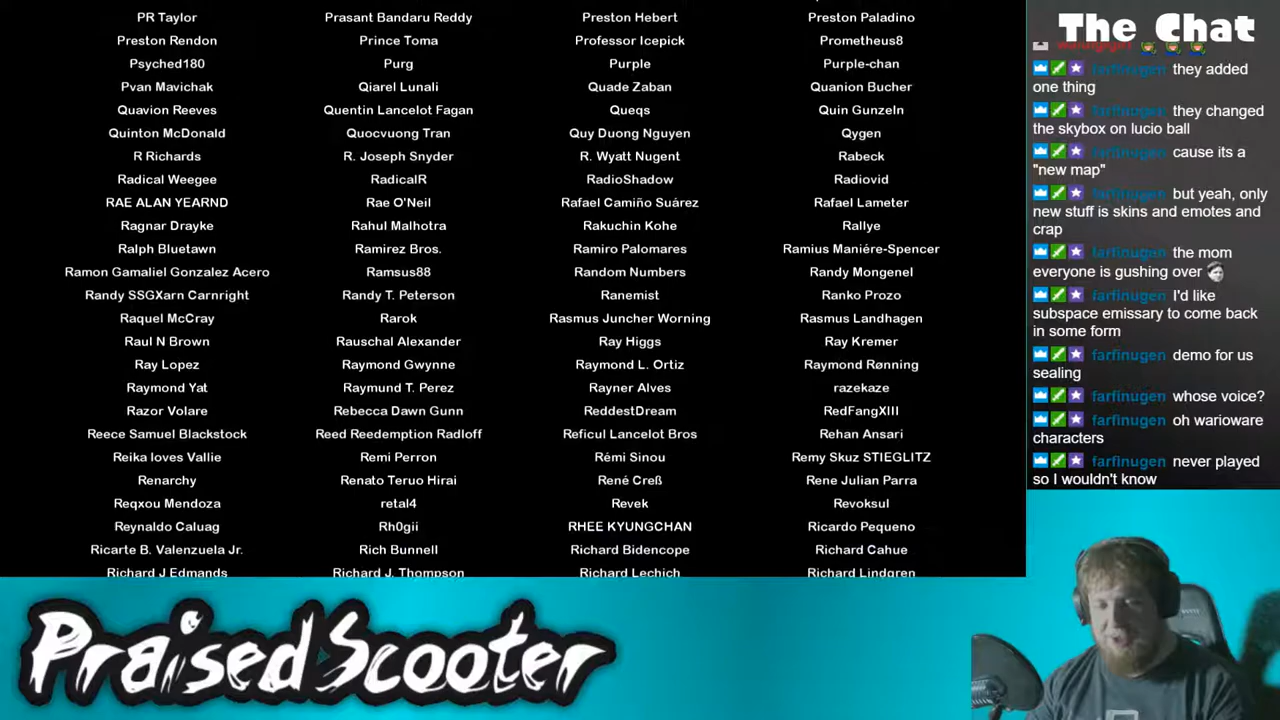 PR Taylor Prasant Bandaru Reddy Preston Hebert Preston Paladino
Preston Rendon Prince Toma Professor Icepick Prometheus8
Psyched180 Purg Purple Purple-chan
Pvan Mavichak Qiarel Lunali Quade Zaban Quanion Bucher
Quavion Reeves Quentin Lancelot Fagan Queqs Quin Gunzeln
Quinton McDonald Quocvuong Tran Quy Duong Nguyen Qygen
R Richards R. Joseph Snyder R. Wyatt Nugent Rabeck
Radical Weegee RadicalR RadioShadow Radiovid
RAE ALAN YEARND Rae O'Neil Rafael Camiño Suárez Rafael Lameter
Ragnar Drayke Rahul Malhotra Rakuchin Kohe Rallye
Ralph Bluetawn Ramirez Bros. Ramiro Palomares Ramius Maniére-Spencer
Ramon Gamaliel Gonzalez Acero Ramsus88 Random Numbers Randy Mongenel
Randy SSGXarn Carnright Randy T. Peterson Ranemist Ranko Prozo
Raquel McCray Rarok Rasmus Juncher Worning Rasmus Landhagen
Raul N Brown Rauschal Alexander Ray Higgs Ray Kremer
Ray Lopez Raymond Gwynne Raymond L. Ortiz Raymond Rønning
Raymond Yat Raymund T. Perez Rayner Alves razekaze
Razor Volare Rebecca Dawn Gunn ReddestDream RedFangXIII
Reece Samuel Blackstock Reed Reedemption Radloff Reficul Lancelot Bros Rehan Ansari
Reika loves Vallie Remi Perron Rémi Sinou Remy Skuz STIEGLITZ
Renarchy Renato Teruo Hirai René Creß Rene Julian Parra
Reqxou Mendoza retal4 Revek Revoksul
Reynaldo Caluag Rh0gii RHEE KYUNGCHAN Ricardo Pequeno
Ricarte B. Valenzuela Jr. Rich Bunnell Richard Bidencope Richard Cahue
Richard J Edmands Richard J. Thompson Richard Lechich Richard Lindgren
The Chat
farfinugen they added
one thing
farfinugen they changed
the skybox on lucio ball
farfinugen cause its a
"new map"
farfinugen but yeah, only
new stuff is skins and emotes and
crap
farfinugen the mom
everyone is gushing over
farfinugen I'd like
subspace emissary to come back
in some form
farfinugen demo for us
sealing
farfinugen whose voice?
farfinugen oh warioware
characters
farfinugen never played
so I wouldn't know
PraisedScooter